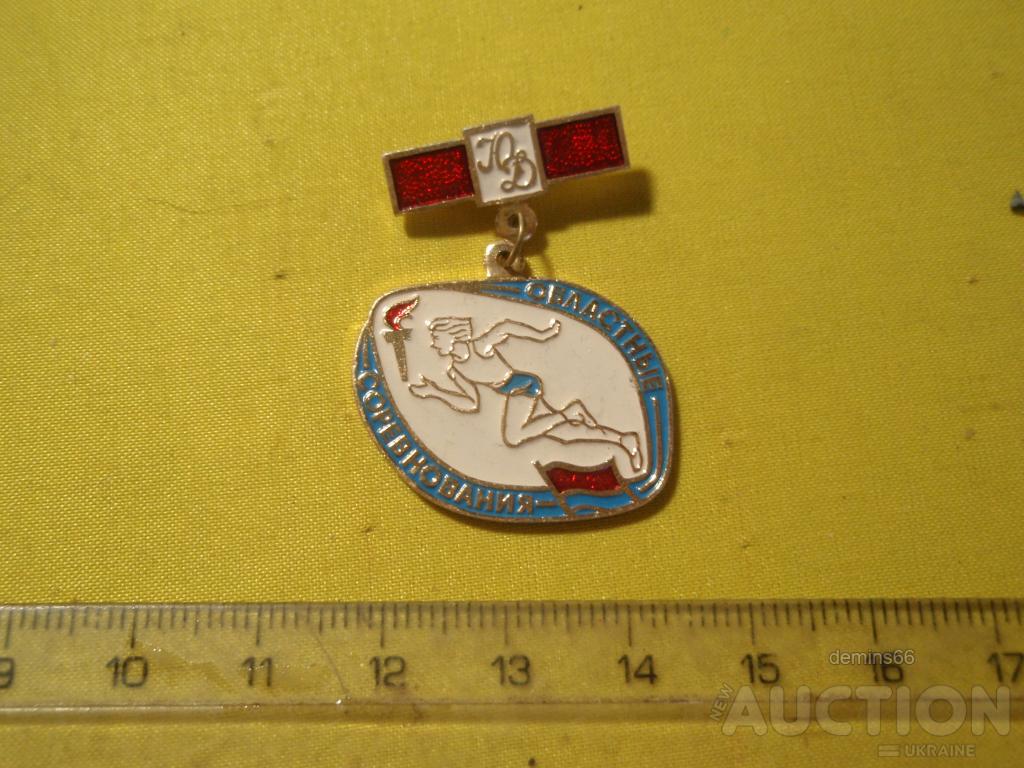 ЮД
ОБЛАСТНЫЕ
СОРЕВНОВАНИЯ
9 10 11 12 13 14 15 16 17
demins66
NEW AUCTION
UKRAINE